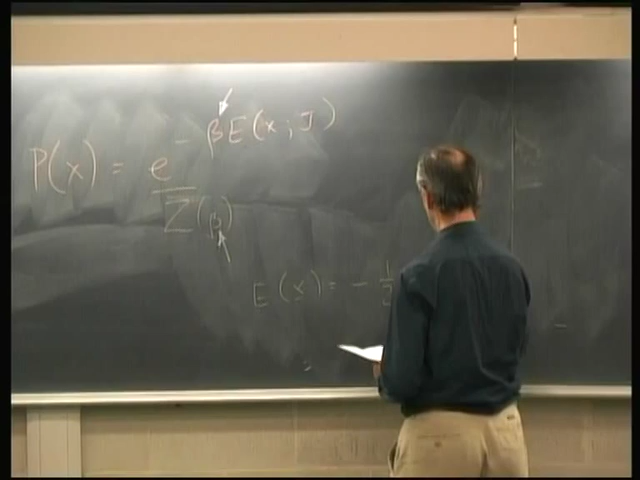 P(x) = e^{-βE(x;J)} / Z(β)
E(x) = - 1/2